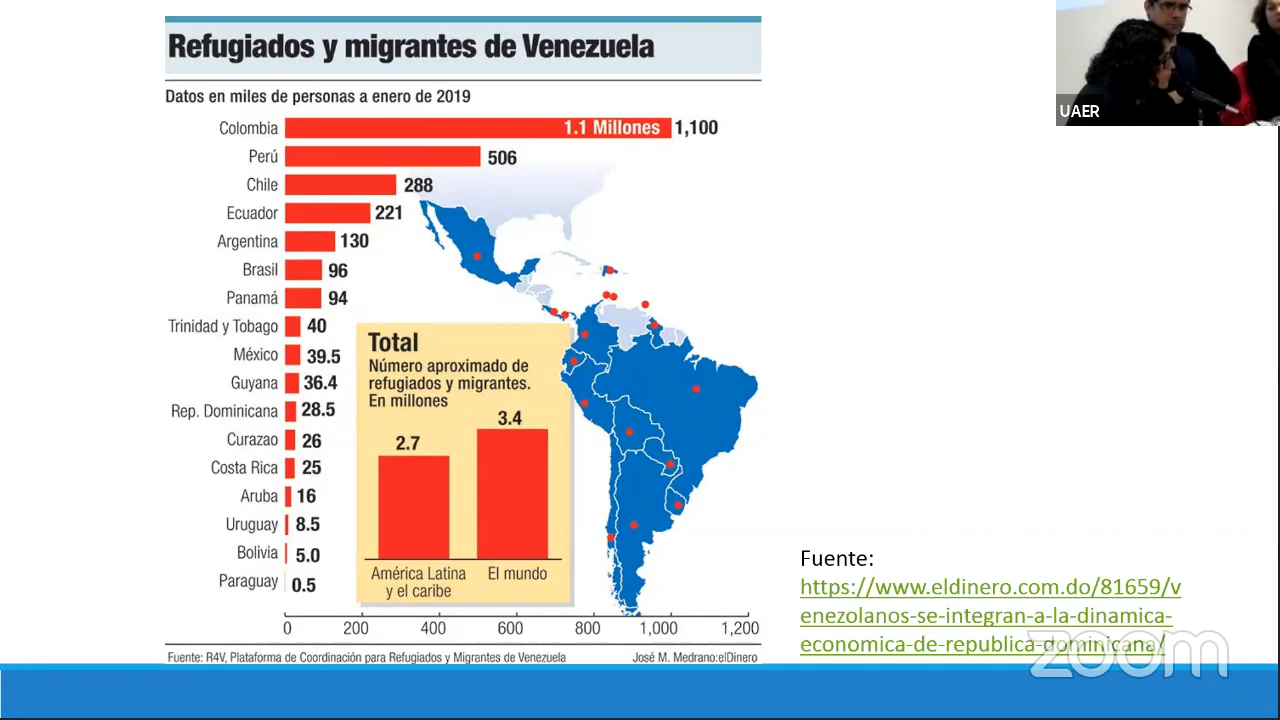 Refugiados y migrantes de Venezuela
Datos en miles de personas a enero de 2019
Colombia 1.1 Millones 1,100
Perú 506
Chile 288
Ecuador 221
Argentina 130
Brasil 96
Panamá 94
Trinidad y Tobago 40
México 39.5
Guyana 36.4
Rep. Dominicana 28.5
Curazao 26
Costa Rica 25
Aruba 16
Uruguay 8.5
Bolivia 5.0
Paraguay 0.5
0 200 400 600 800 1,000 1,200
Total
Número aproximado de
refugiados y migrantes.
En millones
2.7 3.4
América Latina
y el caribe
El mundo
Fuente: R4V, Plataforma de Coordinación para Refugiados y Migrantes de Venezuela
José M. Medrano:elDinero
UAER
Fuente:
https://www.eldinero.com.do/81659/v
enezolanos-se-integran-a-la-dinamica-
economica-de-republica-dominicana/
zoom